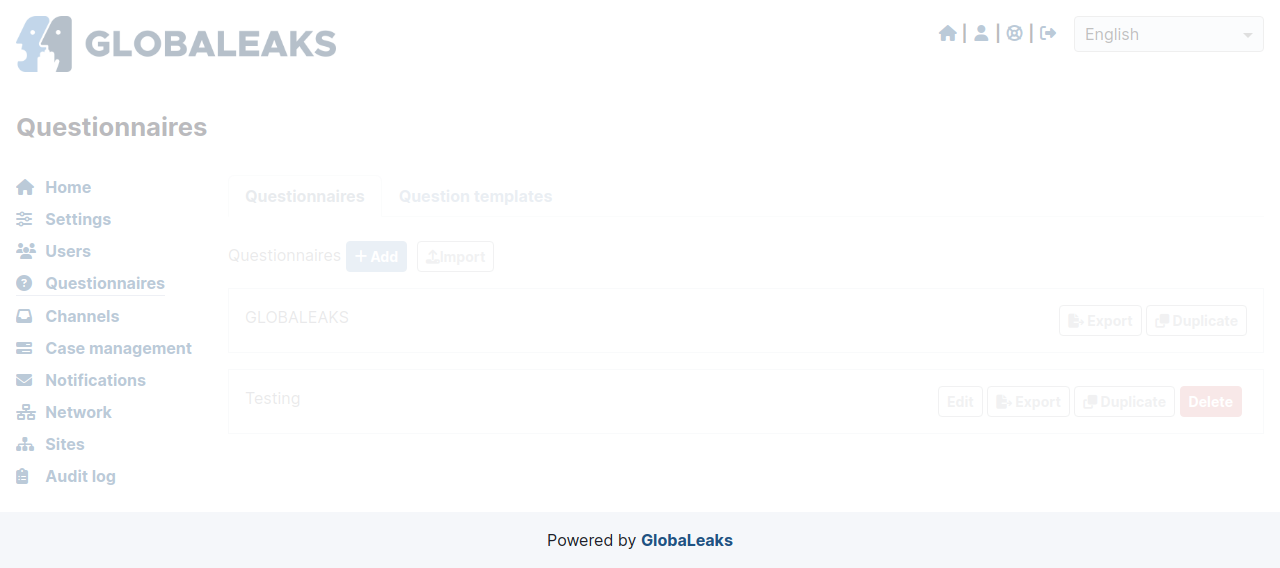 GLOBALEAKS
| | |
English
Questionnaires
Home
Settings
Users
Questionnaires
Channels
Case management
Notifications
Network
Sites
Audit log
Questionnaires Question templates
Questionnaires Add Import
GLOBALEAKS Export Duplicate
Testing Edit Export Duplicate Delete
Powered by GlobaLeaks